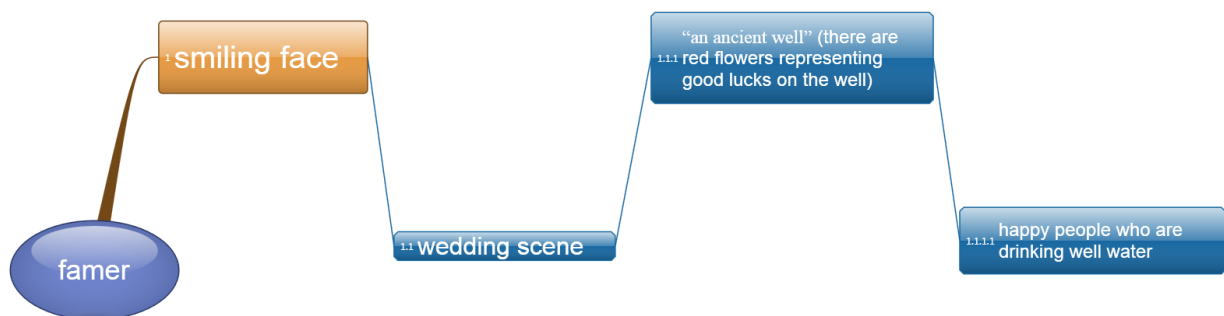 famer
1 smiling face
1.1 wedding scene
1.1.1 “an ancient well” (there are
red flowers representing
good lucks on the well)
1.1.1.1 happy people who are
drinking well water